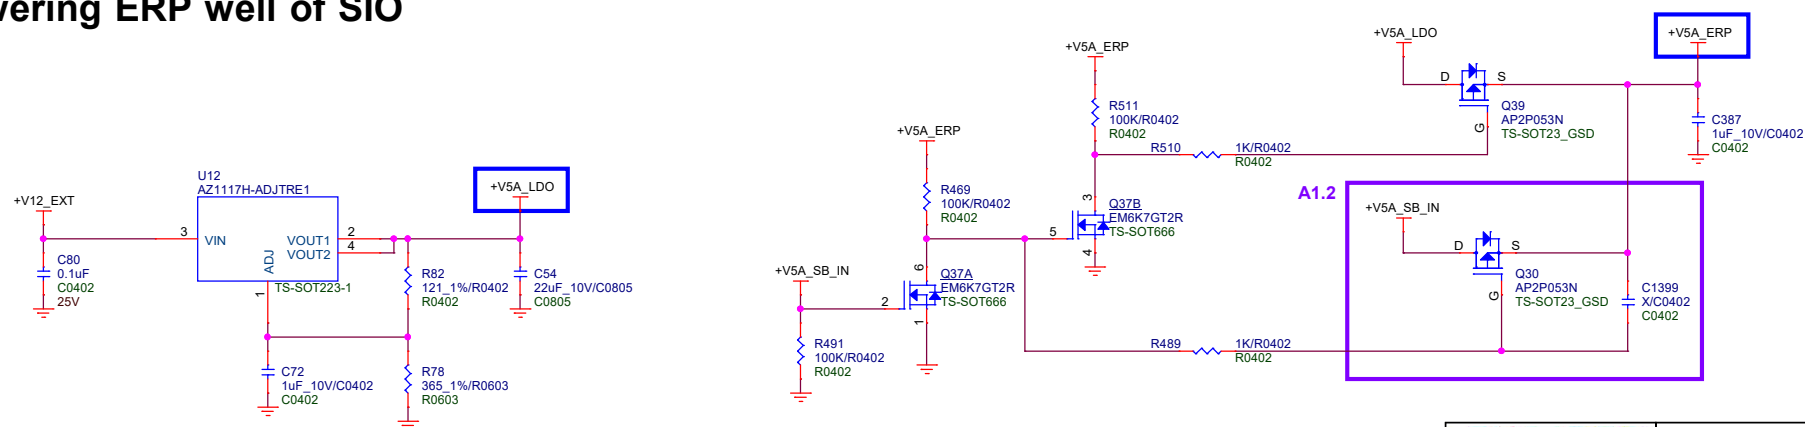 vering ERP well of SIO
+V12_EXT
C80
0.1uF
C0402
25V
U12
AZ1117H-ADJTRE1
3
VIN
ADJ
VOUT1
VOUT2
2
4
1
TS-SOT223-1
+V5A_LDO
R82
121_1%/R0402
R0402
C54
22uF_10V/C0805
C0805
C72
1uF_10V/C0402
C0402
R78
365_1%/R0603
R0603
+V5A_SB_IN
R491
100K/R0402
R0402
+V5A_ERP
R469
100K/R0402
R0402
2
6
1
Q37A
EM6K7GT2R
TS-SOT666
+V5A_ERP
R511
100K/R0402
R0402
5
3
4
Q37B
EM6K7GT2R
TS-SOT666
R510
1K/R0402
R0402
R489
1K/R0402
R0402
+V5A_LDO
D
S
G
Q39
AP2P053N
TS-SOT23_GSD
+V5A_ERP
C387
1uF_10V/C0402
C0402
A1.2
+V5A_SB_IN
D
S
G
Q30
AP2P053N
TS-SOT23_GSD
C1399
X/C0402
C0402